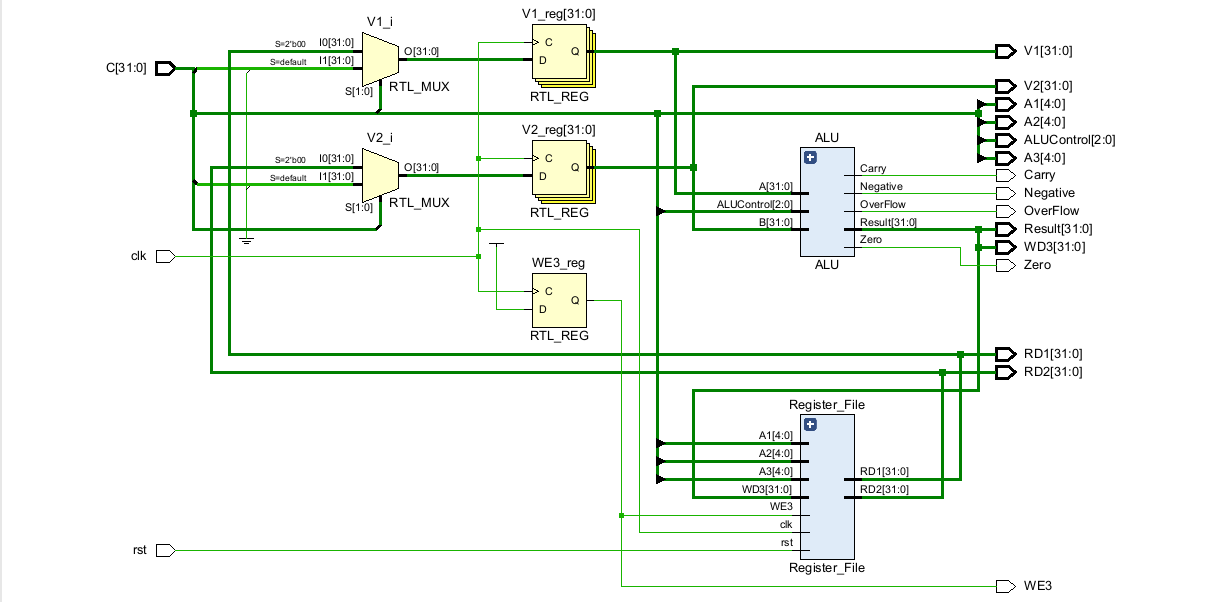 V1_i
S=2'b00 I0[31:0]
S=default I1[31:0]
S[1:0]
O[31:0]
RTL_MUX
V1_reg[31:0]
C
D
Q
RTL_REG
C[31:0]
V2_i
S=2'b00 I0[31:0]
S=default I1[31:0]
S[1:0]
O[31:0]
RTL_MUX
V2_reg[31:0]
C
D
Q
RTL_REG
clk
WE3_reg
C
D
Q
RTL_REG
ALU
A[31:0]
ALUControl[2:0]
B[31:0]
Carry
Negative
OverFlow
Result[31:0]
Zero
ALU
V1[31:0]
V2[31:0]
A1[4:0]
A2[4:0]
ALUControl[2:0]
A3[4:0]
Carry
Negative
OverFlow
Result[31:0]
WD3[31:0]
Zero
RD1[31:0]
RD2[31:0]
Register_File
A1[4:0]
A2[4:0]
A3[4:0]
WD3[31:0]
WE3
clk
rst
RD1[31:0]
RD2[31:0]
Register_File
rst
WE3